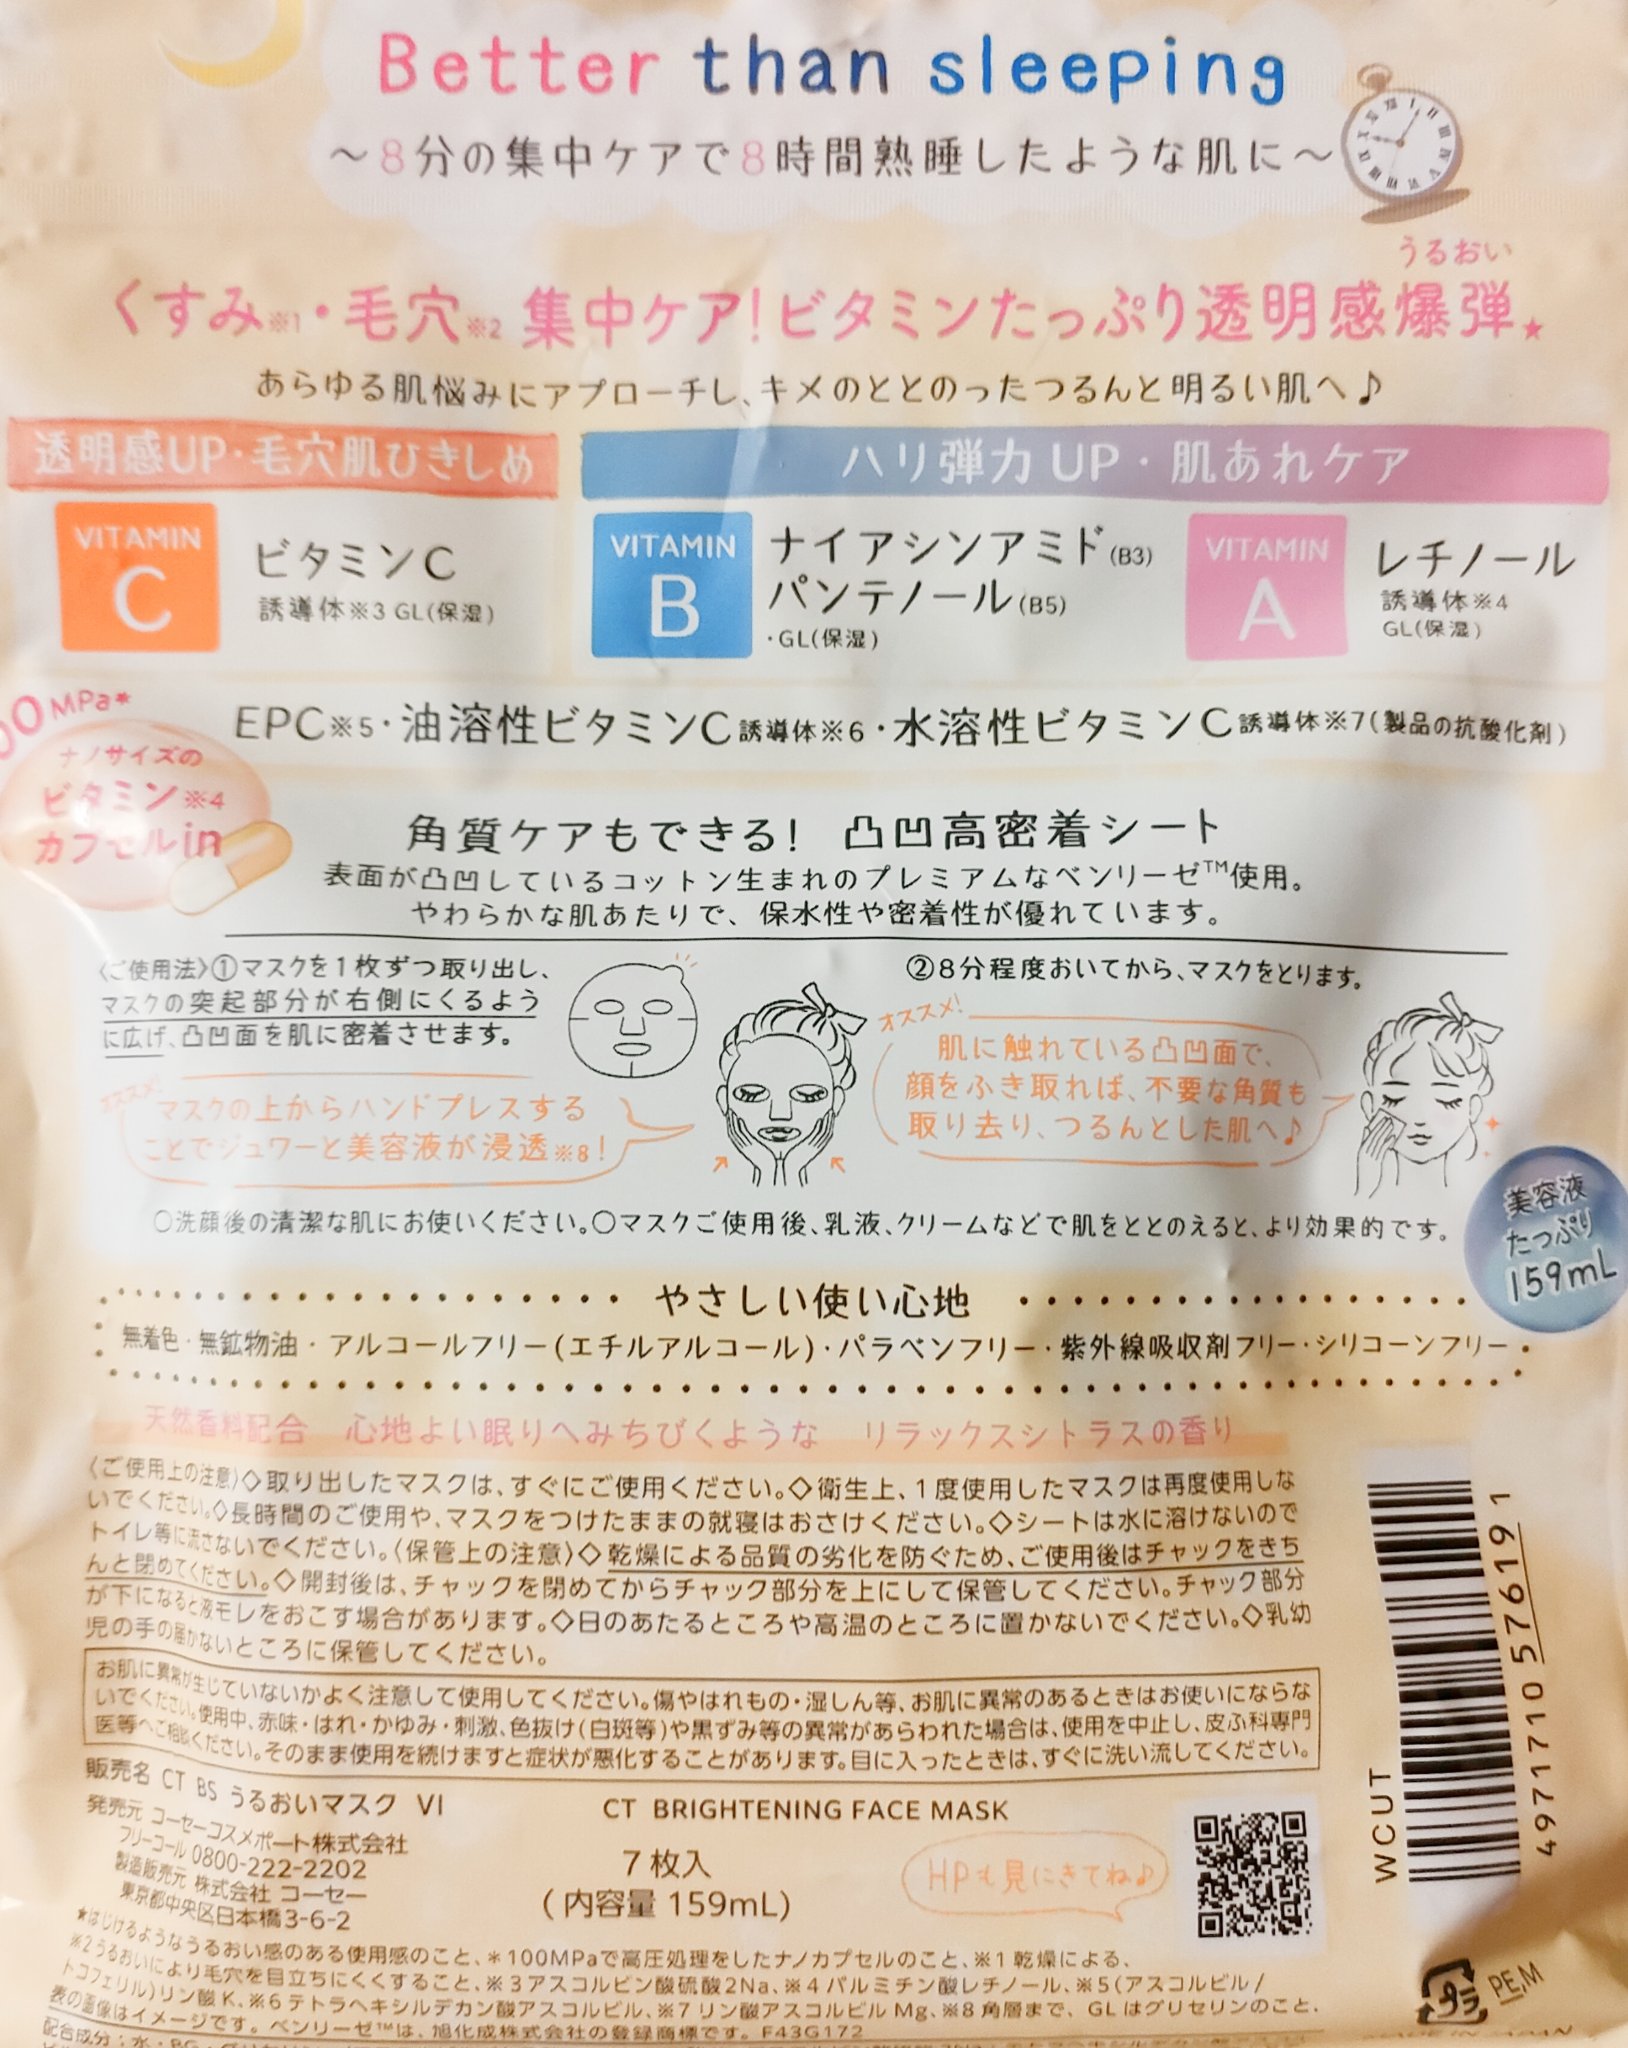 Better than sleeping
～8分の集中ケアで8時間熟睡したような肌に～
うるおい
くすみ※1・毛穴※2 集中ケア！ビタミンたっぷり透明感爆弾★
あらゆる肌悩みにアプローチし、キメのととのったつるんと明るい肌へ♪
透明感UP・毛穴肌ひきしめ
ハリ弾力UP・肌あれケア
VITAMIN
C
ビタミンC
誘導体※3 GL(保湿)
VITAMIN
B
ナイアシンアミド(B3)
パンテノール(B5)
・GL(保湿)
VITAMIN
A
レチノール
誘導体※4
GL(保湿)
00MPa*
ナノサイズの
ビタミン※4
カプセルin
EPC※5・油溶性ビタミンC誘導体※6・水溶性ビタミンC誘導体※7(製品の抗酸化剤)
角質ケアもできる！ 凸凹高密着シート
表面が凸凹しているコットン生まれのプレミアムなベンリーゼ™使用。
やわらかな肌あたりで、保水性や密着性が優れています。
〈ご使用法〉①マスクを1枚ずつ取り出し、
マスクの突起部分が右側にくるよう
に広げ、凸凹面を肌に密着させます。
オススメ！
マスクの上からハンドプレスする
ことでジュワーと美容液が浸透※8！
②8分程度おいてから、マスクをとります。
オススメ！
肌に触れている凸凹面で、
顔をふき取れば、不要な角質も
取り去り、つるんとした肌へ♪
○洗顔後の清潔な肌にお使いください。○マスクご使用後、乳液、クリームなどで肌をととのえると、より効果的です。
美容液
たっぷり
159mL
やさしい使い心地
無着色・無鉱物油・アルコールフリー(エチルアルコール)・パラベンフリー・紫外線吸収剤フリー・シリコーンフリー
天然香料配合 心地よい眠りへみちびくような リラックスシトラスの香り
〈ご使用上の注意〉◇取り出したマスクは、すぐにご使用ください。◇衛生上、1度使用したマスクは再度使用しな
いでください。◇長時間のご使用や、マスクをつけたままの就寝はおさけください。◇シートは水に溶けないので
トイレ等に流さないでください。〈保管上の注意〉◇乾燥による品質の劣化を防ぐため、ご使用後はチャックをきち
んと閉めてください。◇開封後は、チャックを閉めてからチャック部分を上にして保管してください。チャック部分
が下になると液モレをおこす場合があります。◇日のあたるところや高温のところに置かないでください。◇乳幼
児の手の届かないところに保管してください。
お肌に異常が生じていないかよく注意して使用してください。傷やはれもの・湿しん等、お肌に異常のあるときはお使いにならな
いでください。使用中、赤味・はれ・かゆみ・刺激、色抜け(白斑等)や黒ずみ等の異常があらわれた場合は、使用を中止し、皮ふ科専門
医等へご相談ください。そのまま使用を続けますと症状が悪化することがあります。目に入ったときは、すぐに洗い流してください。
販売名 CT BS うるおいマスク VI
発売元 コーセーコスメポート株式会社
フリーコール 0800-222-2202
製造販売元 株式会社 コーセー
東京都中央区日本橋3-6-2
CT BRIGHTENING FACE MASK
7枚入
(内容量 159mL)
HPも見にきてね♪
WCUT
4971710 576191
★はじけるようなうるおい感のある使用感のこと、＊100MPaで高圧処理をしたナノカプセルのこと、※1 乾燥による、
※2 うるおいにより毛穴を目立ちにくくすること、※3 アスコルビン酸硫酸2Na、※4 パルミチン酸レチノール、※5(アスコルビル/
トコフェリル)リン酸K、※6 テトラヘキシルデカン酸アスコルビル、※7 リン酸アスコルビルMg、※8 角層まで、GLはグリセリンのこと.
表の画像はイメージです。ベンリーゼ™は、旭化成株式会社の登録商標です。F43G172
プラ
PE,M
配合成分：水・BG・